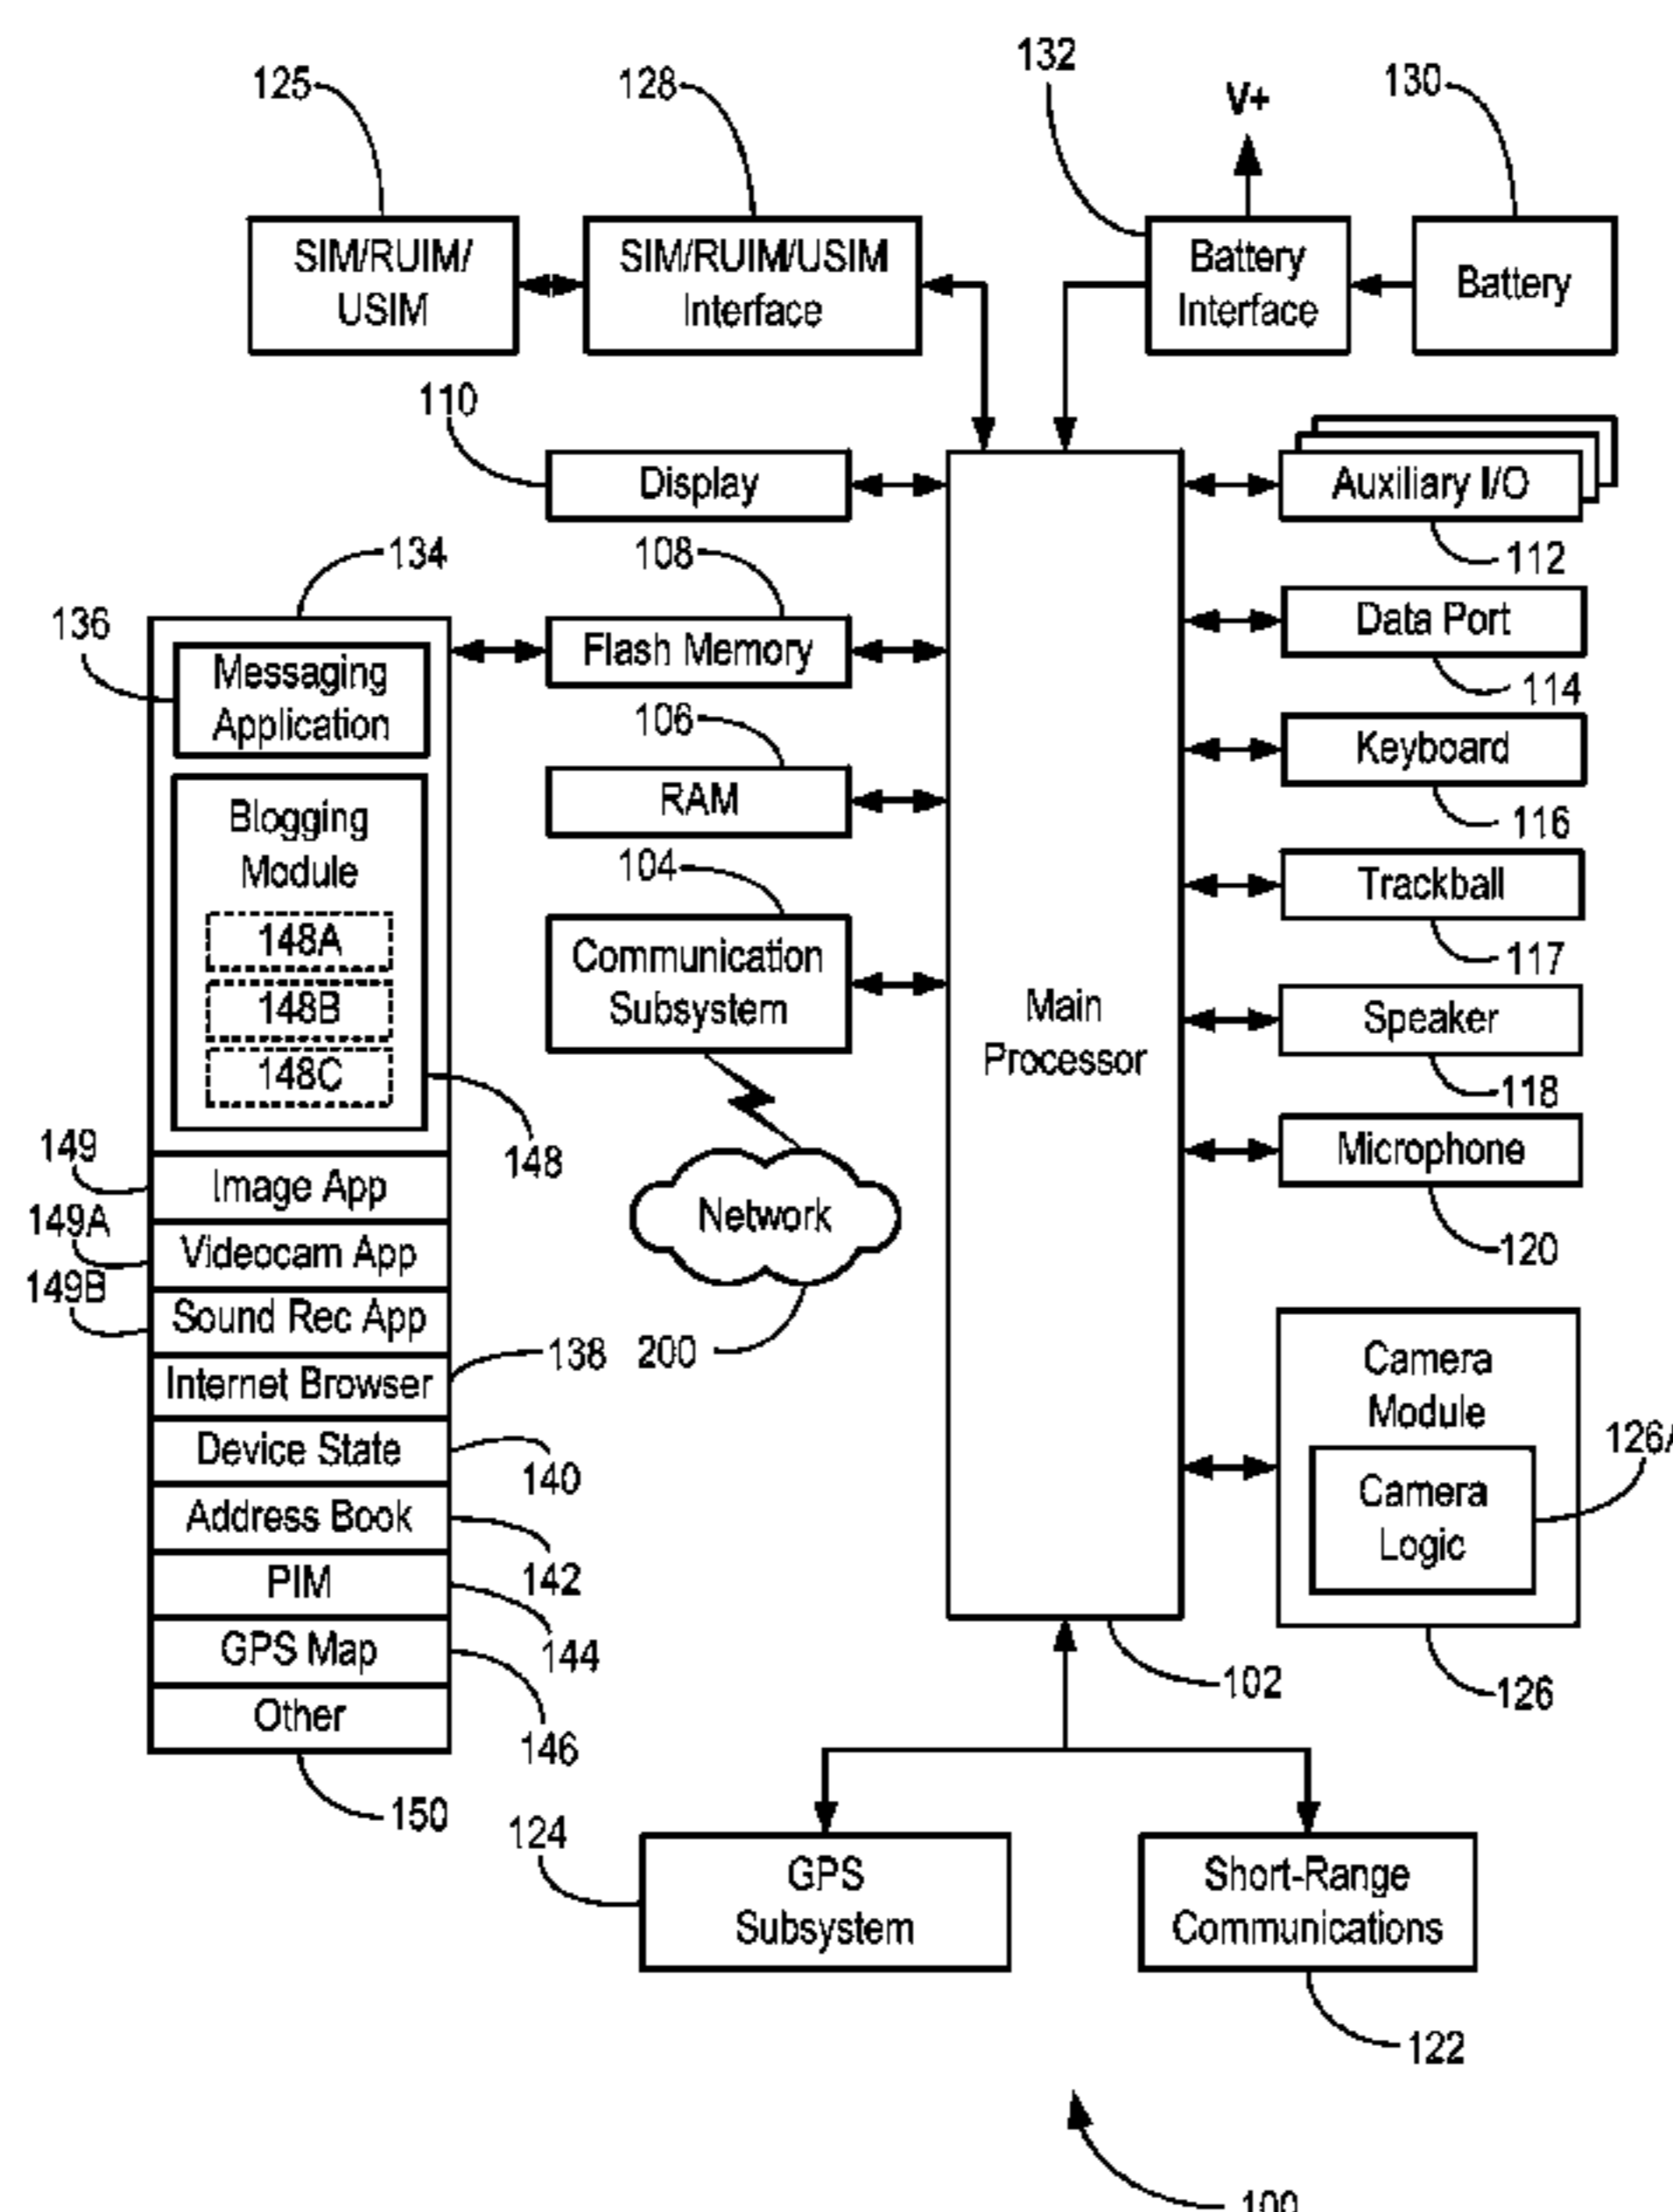 125
128
132
V+
130
SIM/RUIM/
USIM
SIM/RUIM/USIM
Interface
Battery
Interface
Battery
110
Display
Auxiliary I/O
112
134
108
136
Messaging
Application
Flash Memory
Data Port
114
106
RAM
Keyboard
116
Blogging
Module
148A
148B
148C
148
104
Communication
Subsystem
Main
Processor
Trackball
117
Speaker
118
Microphone
120
149
Image App
149A
Videocam App
149B
Sound Rec App
Network
200
Internet Browser
138
Device State
140
Address Book
142
PIM
144
GPS Map
146
Other
150
Camera
Module
Camera
Logic
126A
126
102
124
GPS
Subsystem
Short-Range
Communications
122
100